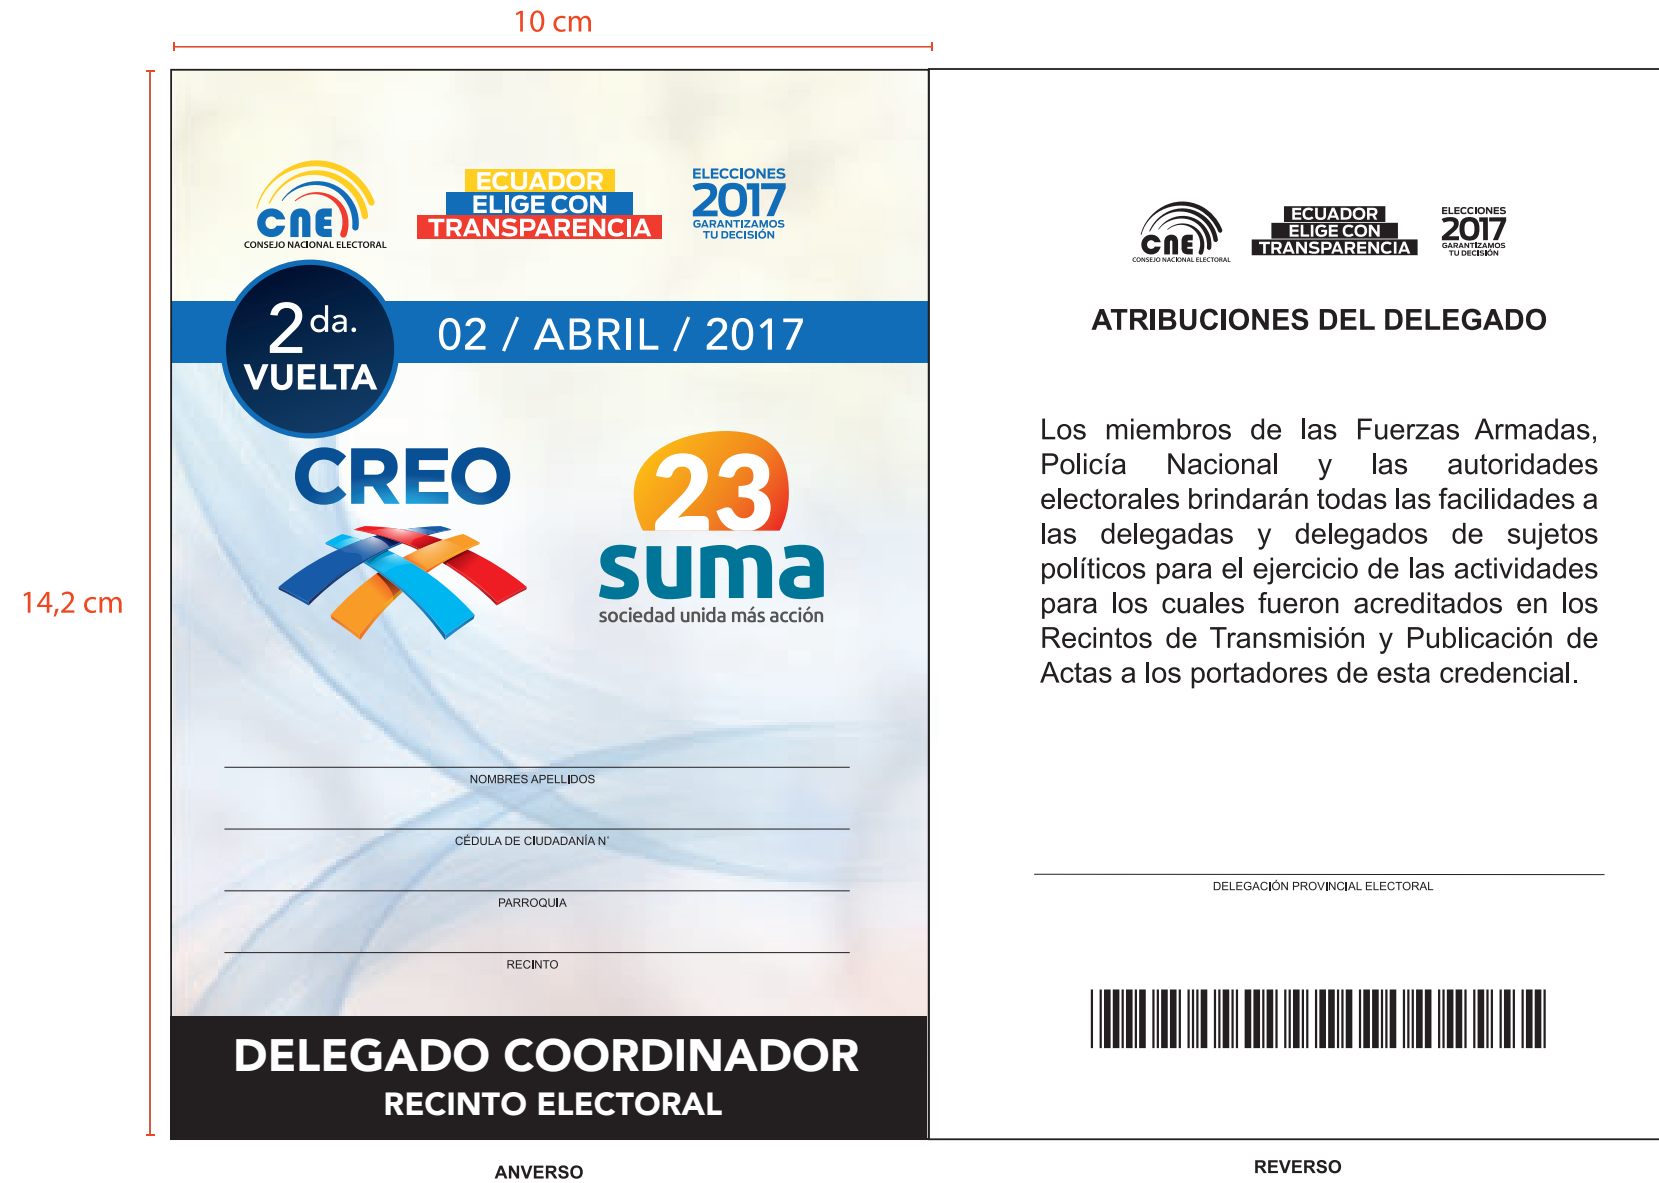 10 cm
14,2 cm
CNE
CONSEJO NACIONAL ELECTORAL
ECUADOR
ELIGE CON
TRANSPARENCIA
ELECCIONES
2017
GARANTIZAMOS
TU DECISIÓN
2da.
VUELTA
02 / ABRIL / 2017
CREO
23
suma
sociedad unida más acción
NOMBRES APELLIDOS
CÉDULA DE CIUDADANÍA N°
PARROQUIA
RECINTO
DELEGADO COORDINADOR
RECINTO ELECTORAL
ANVERSO
CNE
CONSEJO NACIONAL ELECTORAL
ECUADOR
ELIGE CON
TRANSPARENCIA
ELECCIONES
2017
GARANTIZAMOS
TU DECISIÓN
ATRIBUCIONES DEL DELEGADO
Los miembros de las Fuerzas Armadas,
Policía Nacional y las autoridades
electorales brindarán todas las facilidades a
las delegadas y delegados de sujetos
políticos para el ejercicio de las actividades
para los cuales fueron acreditados en los
Recintos de Transmisión y Publicación de
Actas a los portadores de esta credencial.
DELEGACIÓN PROVINCIAL ELECTORAL
REVERSO